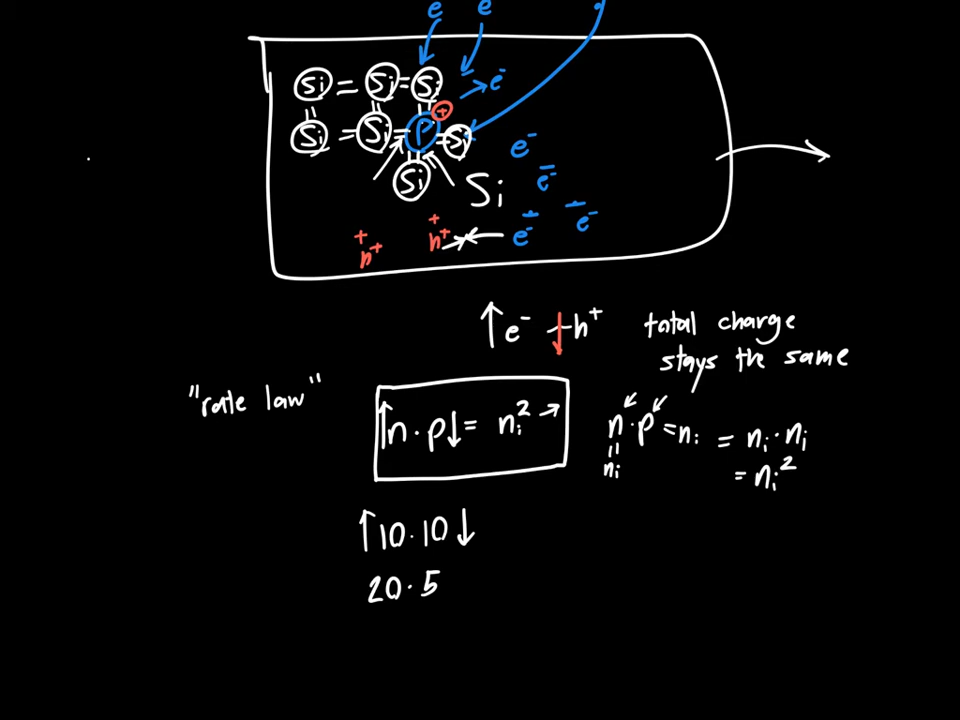 e e
Si = Si = Si → e⁻
Si = Si = P = Si +
e⁻
Si
Si
e⁻
+ h⁺ + h⁺ e⁻ e⁻
↑ e⁻ ↓ h⁺ total charge
stays the same
"rate law"
↑n · p↓ = nᵢ² → n · p = nᵢ = nᵢ · nᵢ
nᵢ = nᵢ²
↑10 · 10↓
20 · 5